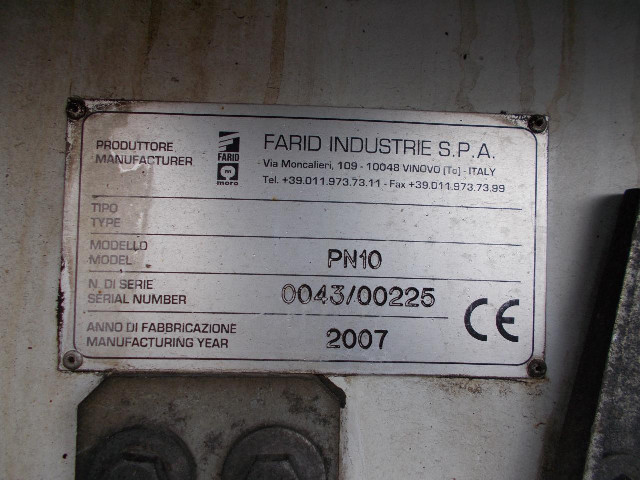 PRODUTTORE
MANUFACTURER
FARID
m
moro
FARID INDUSTRIE S.P.A.
Via Moncalieri, 109 - 10048 VINOVO (To) - ITALY
Tel. +39.011.973.73.11 - Fax +39.011.973.73.99
TIPO
TYPE
MODELLO
MODEL
PN10
N. DI SERIE
SERIAL NUMBER
0043/00225
ANNO DI FABBRICAZIONE
MANUFACTURING YEAR
2007
CE